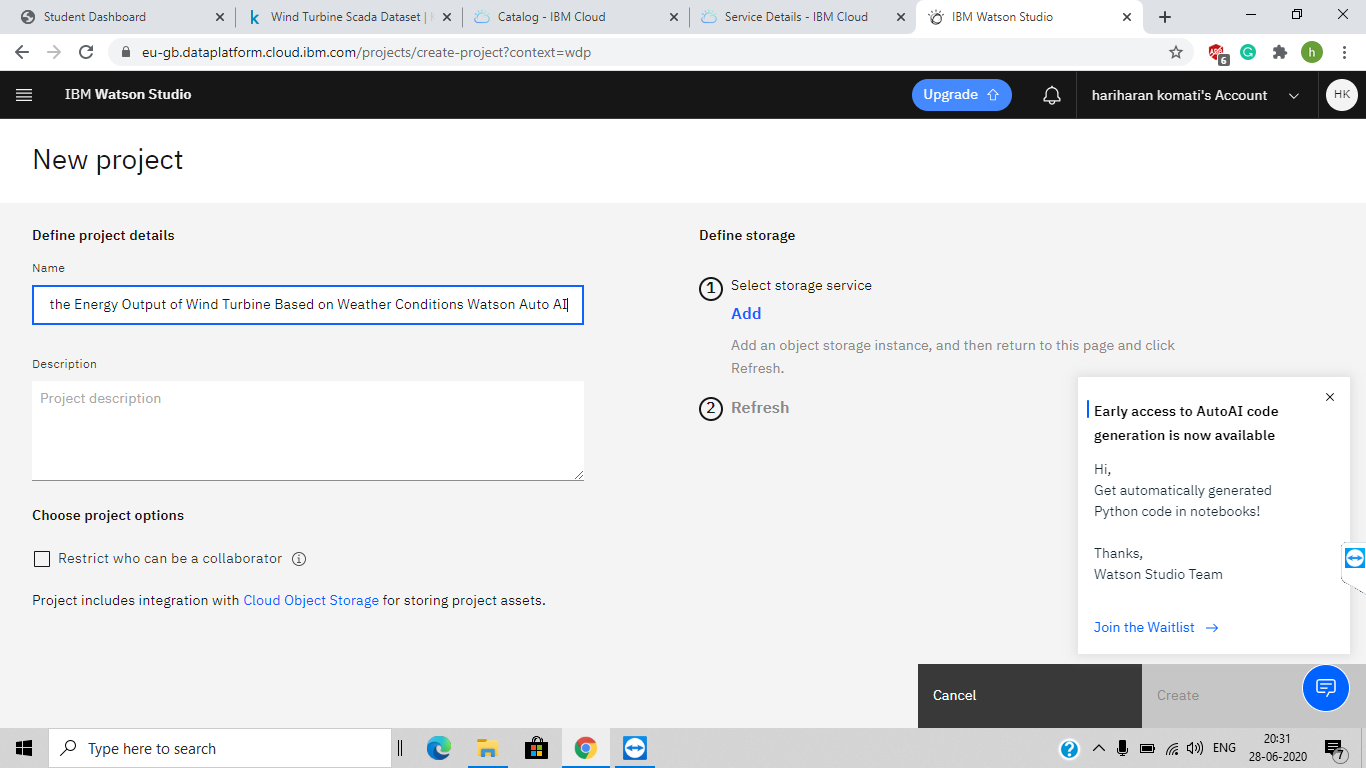 Student Dashboard
Wind Turbine Scada Dataset |
Catalog - IBM Cloud
Service Details - IBM Cloud
IBM Watson Studio
eu-gb.dataplatform.cloud.ibm.com/projects/create-project?context=wdp
6
h
IBM Watson Studio
Upgrade
hariharan komati's Account
HK
New project
Define project details
Name
the Energy Output of Wind Turbine Based on Weather Conditions Watson Auto AI
Description
Project description
Choose project options
Restrict who can be a collaborator
Project includes integration with Cloud Object Storage for storing project assets.
Define storage
1 Select storage service
Add
Add an object storage instance, and then return to this page and click
Refresh.
2 Refresh
Early access to AutoAI code
generation is now available
Hi,
Get automatically generated
Python code in notebooks!
Thanks,
Watson Studio Team
Join the Waitlist
Cancel
Create
Type here to search
ENG
20:31
28-06-2020
7